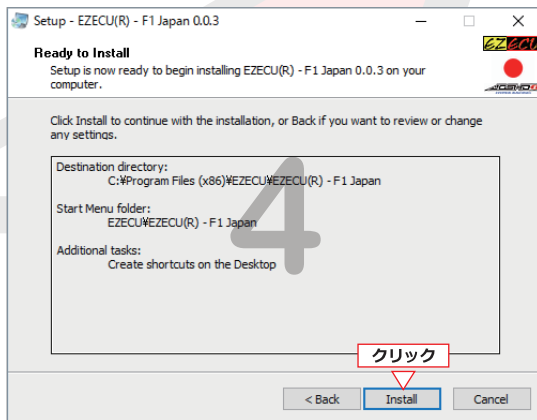 Setup - EZECU(R) - F1 Japan 0.0.3
EZECU
Ready to Install
Setup is now ready to begin installing EZECU(R) - F1 Japan 0.0.3 on your
computer.
Click Install to continue with the installation, or Back if you want to review or change
any settings.
Destination directory:
C:¥Program Files (x86)¥EZECU¥EZECU(R) - F1 Japan
Start Menu folder:
EZECU¥EZECU(R) - F1 Japan
Additional tasks:
Create shortcuts on the Desktop
4
クリック
< Back
Install
Cancel